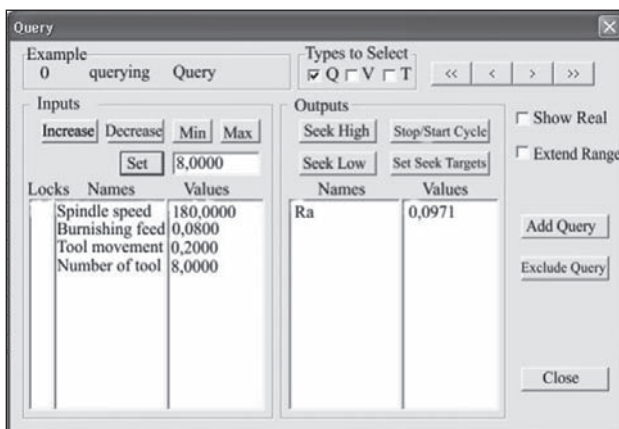 Query
Example
0 querying Query
Types to Select
Q V T
<< < > >>
Inputs
Increase Decrease Min Max
Set 8,0000
Locks Names Values
Spindle speed 180,0000
Burnishing feed 0,0800
Tool movement 0,2000
Number of tool 8,0000
Outputs
Seek High Stop/Start Cycle
Seek Low Set Seek Targets
Names Values
Ra 0,0971
Show Real
Extend Range
Add Query
Exclude Query
Close